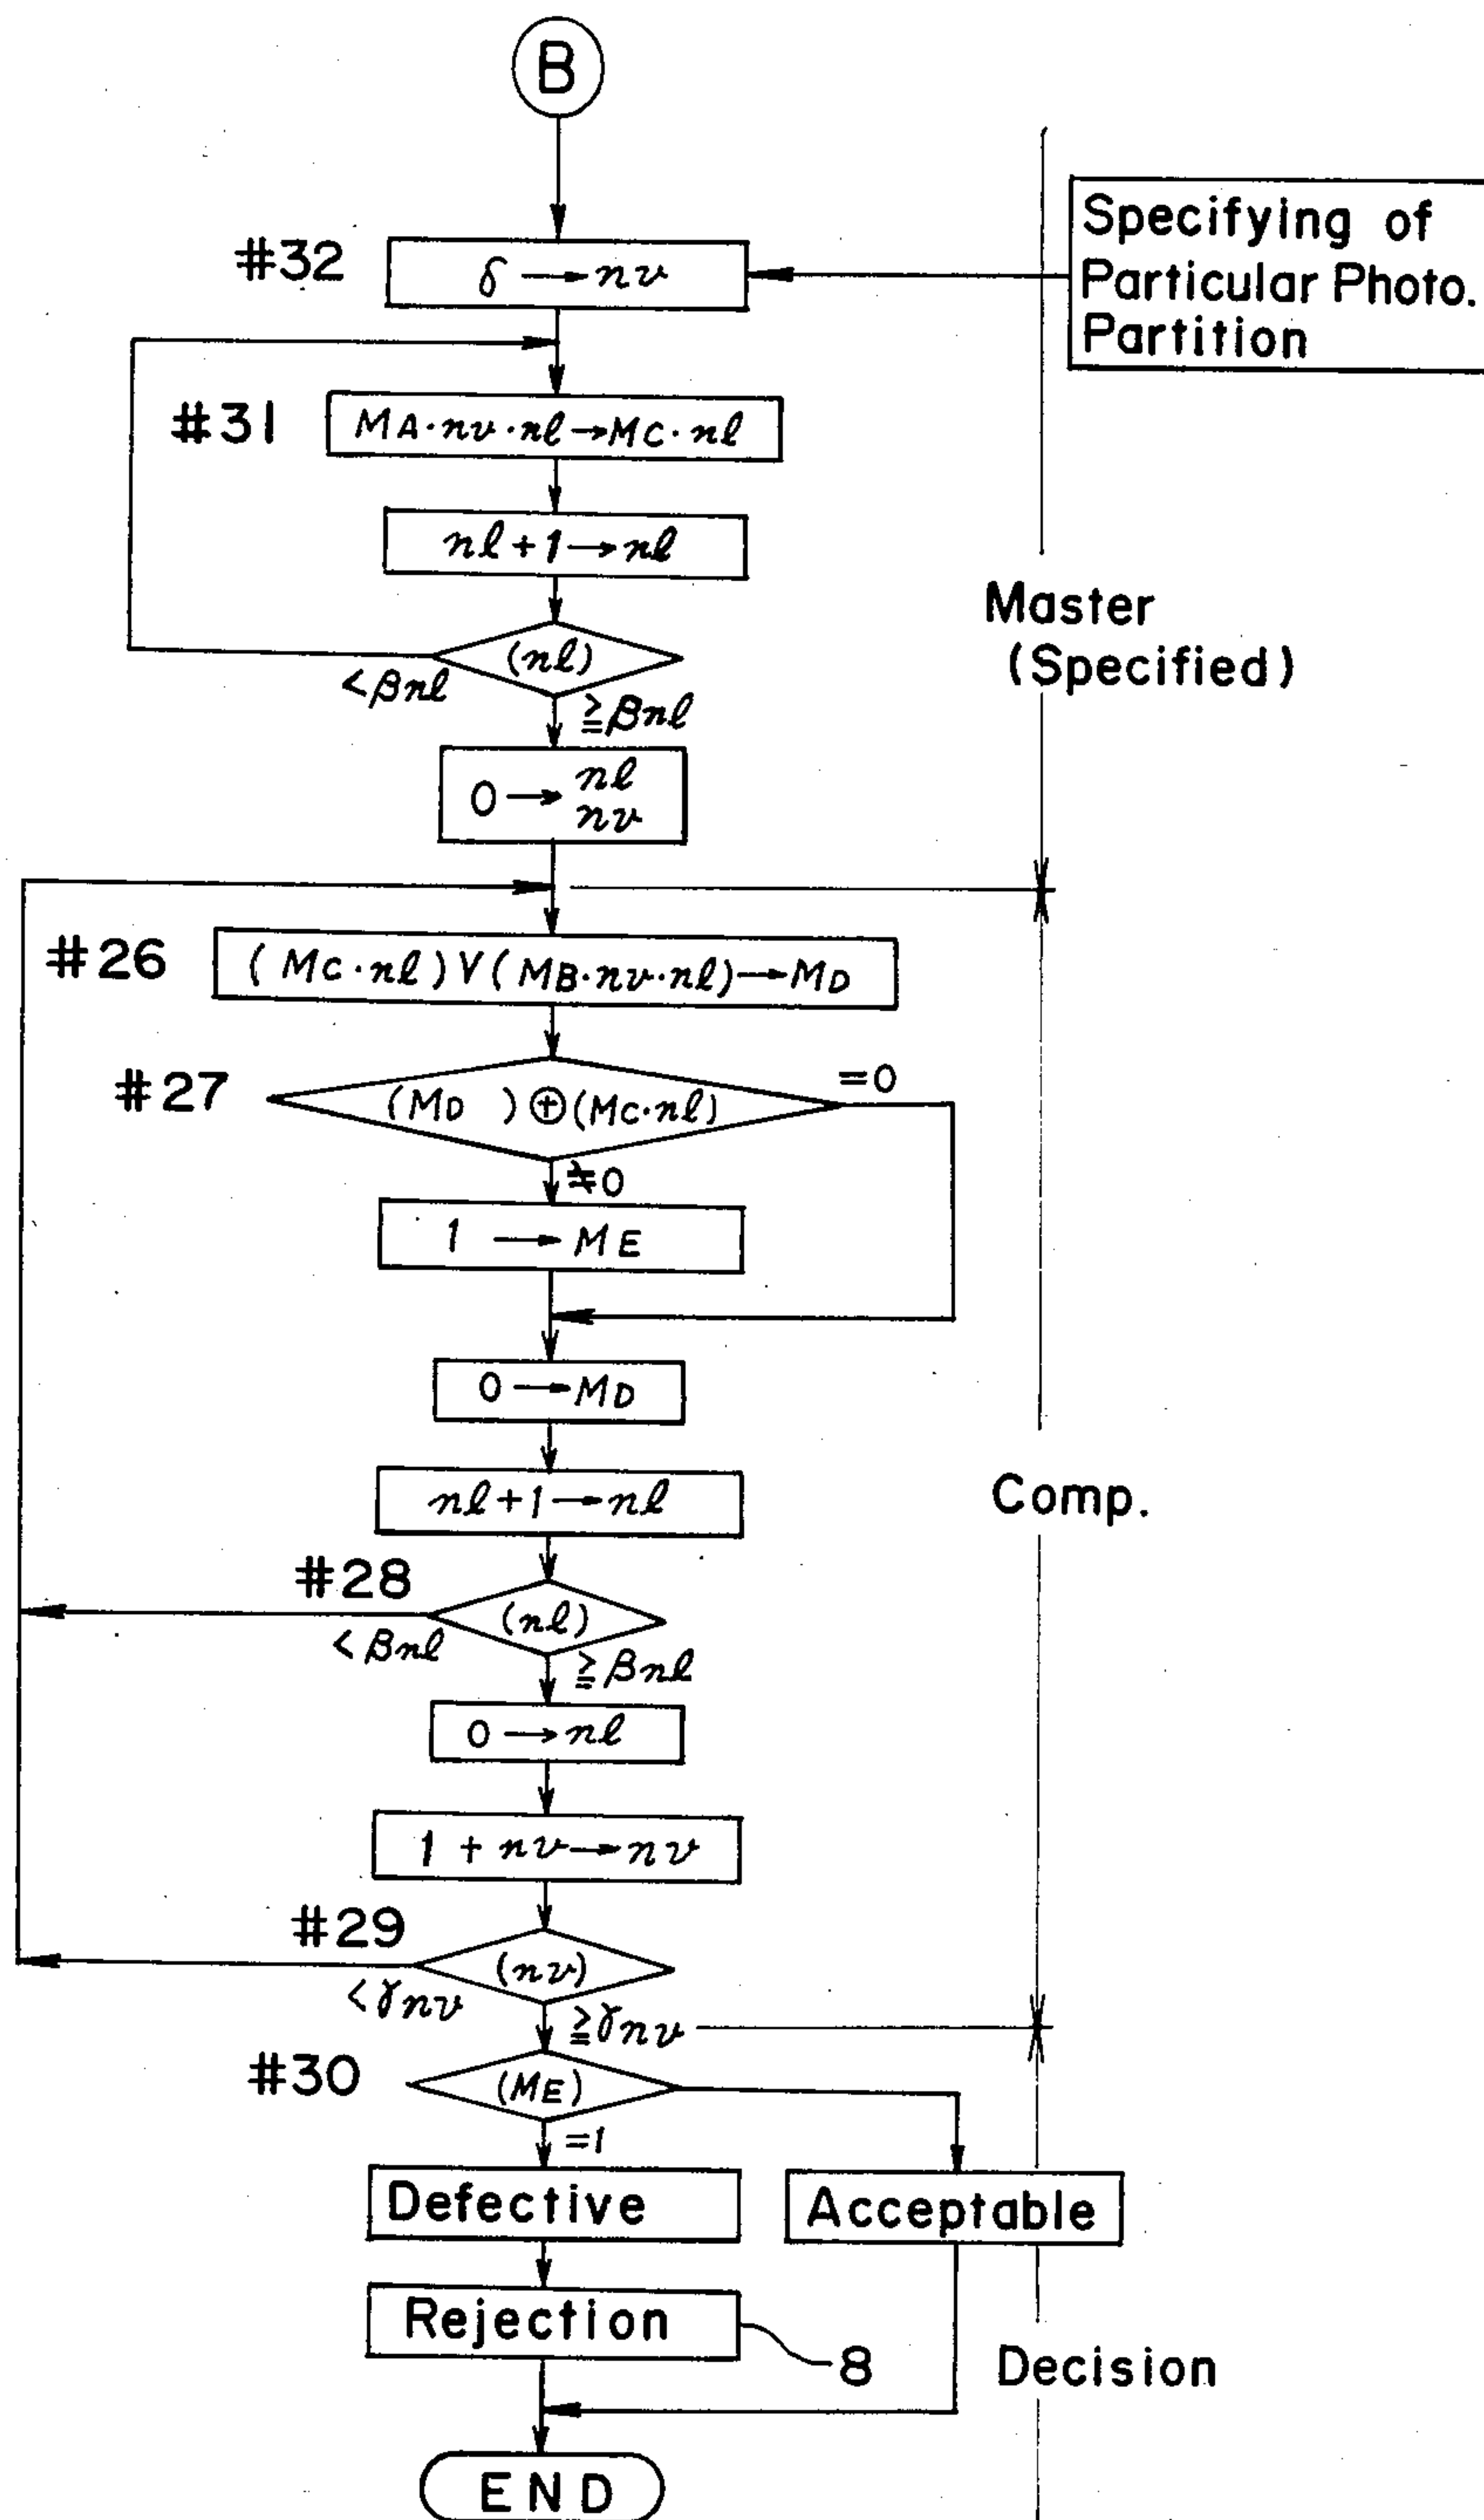 B
#32
δ → nv
Specifying of
Particular Photo.
Partition
#31
MA·nv·nl → MC·nl
nl + 1 → nl
Master
(Specified)
(nl)
< βnl
≧ βnl
0 → nl
nv
#26
(MC·nl) V (MB·nv·nl) → MD
#27
(MD ) ⊕ (MC·nl)
=0
≠0
1 → ME
0 → MD
nl + 1 → nl
Comp.
#28
(nl)
< βnl
≧ βnl
0 → nl
1 + nv → nv
#29
(nv)
< γnv
≧ γnv
#30
(ME)
=1
Defective
Acceptable
Rejection
8
Decision
END